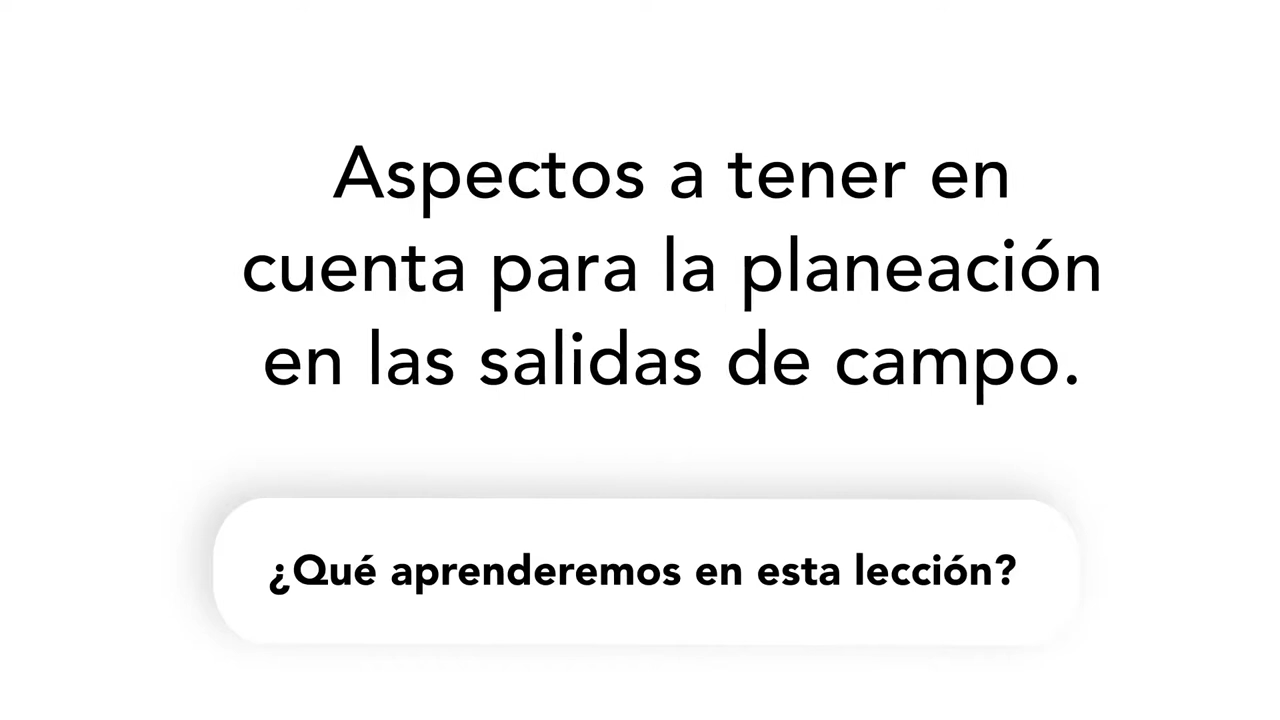 Aspectos a tener en
cuenta para la planeación
en las salidas de campo.
¿Qué aprenderemos en esta lección?